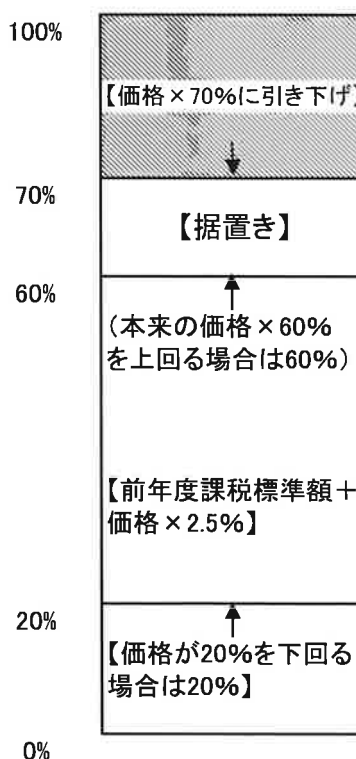 100%
【価格×70%に引き下げ】
70%
【据置き】
60%
(本来の価格×60%
を上回る場合は60%)
【前年度課税標準額+
価格×2.5%】
20%
【価格が20%を下回る
場合は20%】
0%